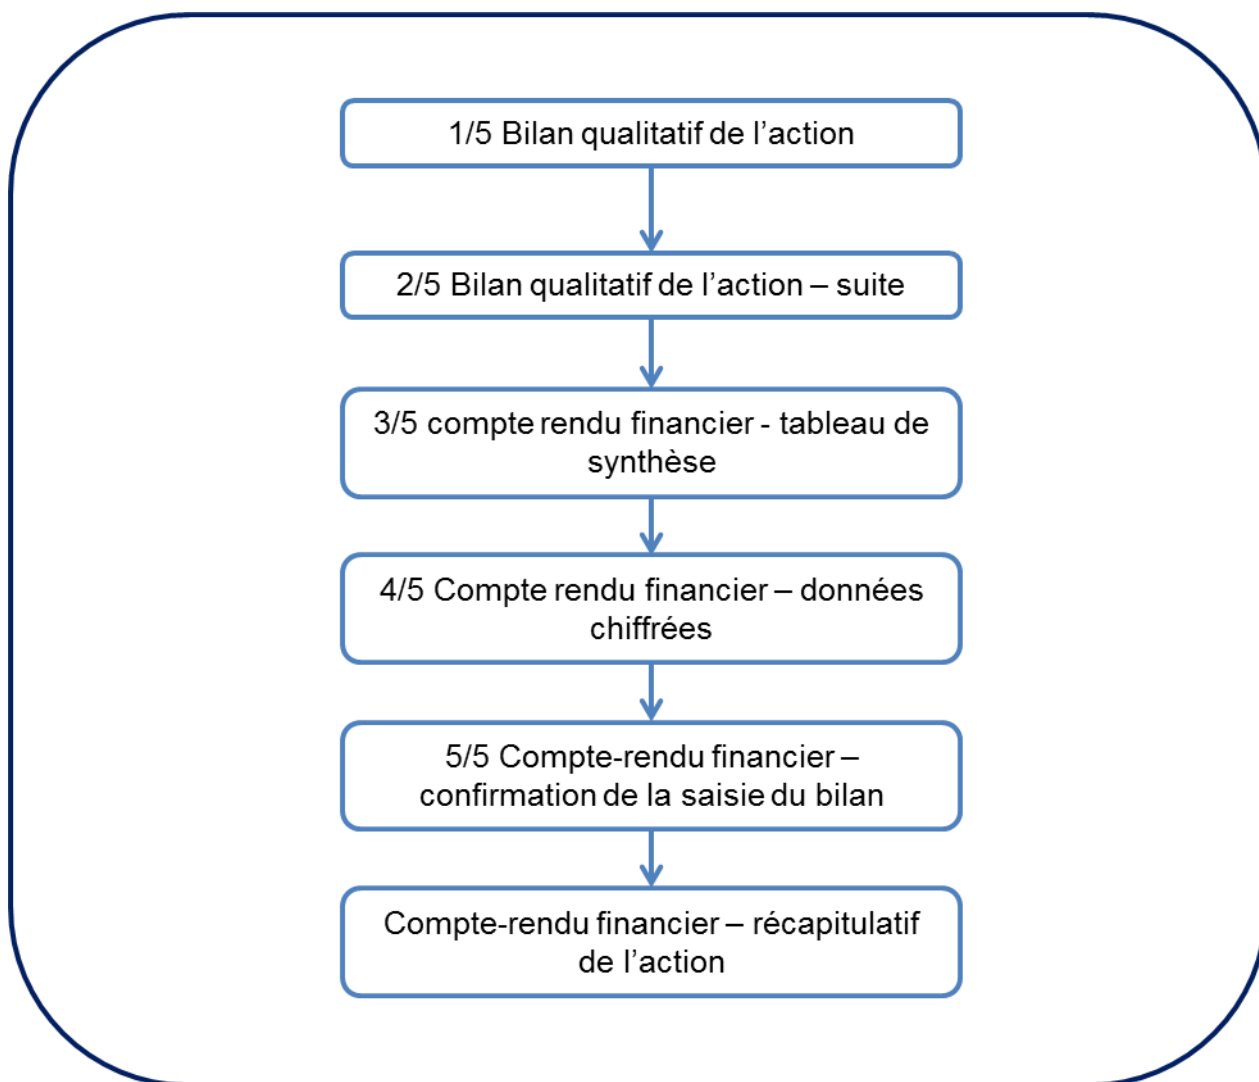 1/5 Bilan qualitatif de l’action
2/5 Bilan qualitatif de l’action – suite
3/5 compte rendu financier - tableau de
synthèse
4/5 Compte rendu financier – données
chiffrées
5/5 Compte-rendu financier –
confirmation de la saisie du bilan
Compte-rendu financier – récapitulatif
de l’action